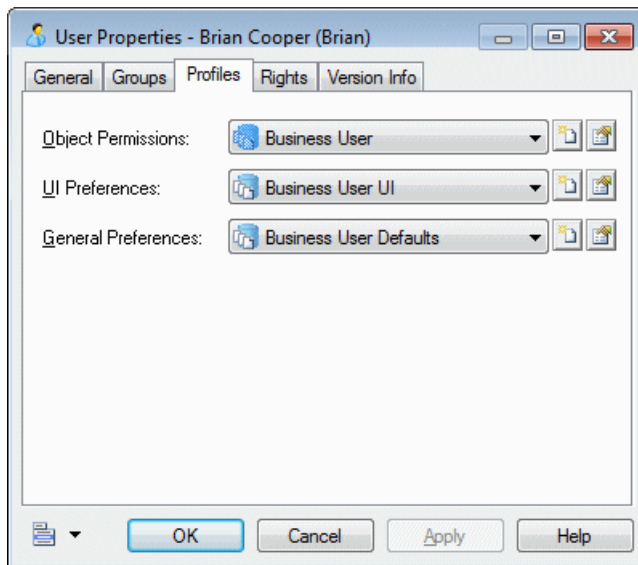 User Properties - Brian Cooper (Brian)
General Groups Profiles Rights Version Info
Object Permissions: Business User
UI Preferences: Business User UI
General Preferences: Business User Defaults
OK Cancel Apply Help